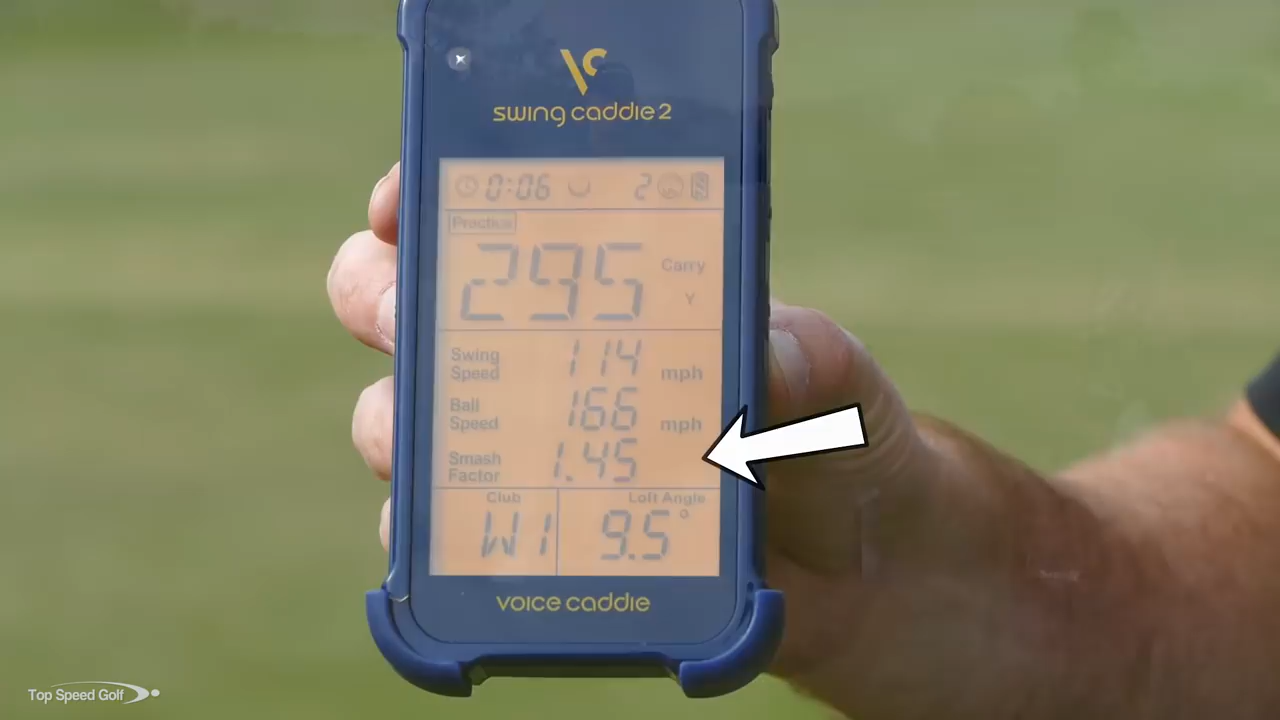 VC
swing caddie 2
0:06 2
Practice
295 Carry
Y
Swing Speed 114 mph
Ball Speed 166 mph
Smash Factor 1.45
Club Loft Angle
W1 9.5°
voice caddie
Top Speed Golf